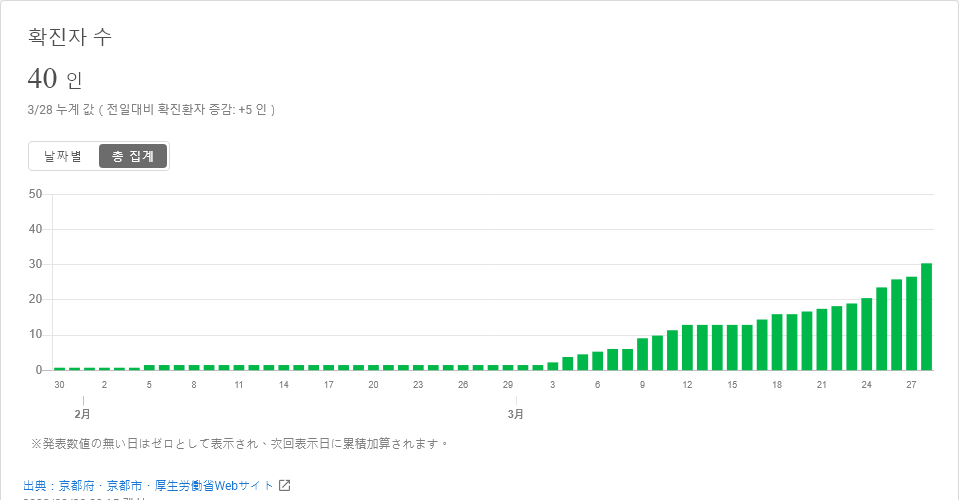 확진자 수
40 인
3/28 누계 값 ( 전일대비 확진환자 증감: +5 인 )
날짜별 총 집계
50
40
30
20
10
0
30 2 5 8 11 14 17 20 23 26 29 3 6 9 12 15 18 21 24 27
2月 3月
※発表数値の無い日はゼロとして表示され、次回表示日に累積加算されます。
出典：京都府・京都市・厚生労働省Webサイト